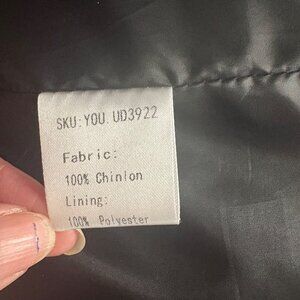 SKU:YOU UD3922
Fabric:
100% Chinlon
Lining:
100% Polyester